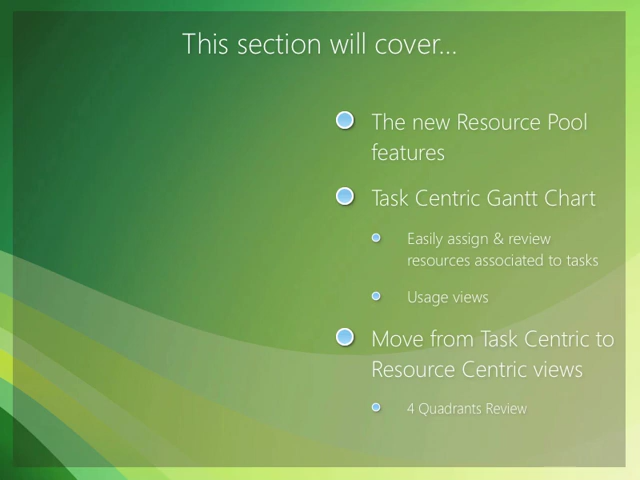 This section will cover...
The new Resource Pool
features
Task Centric Gantt Chart
Easily assign & review
resources associated to tasks
Usage views
Move from Task Centric to
Resource Centric views
4 Quadrants Review